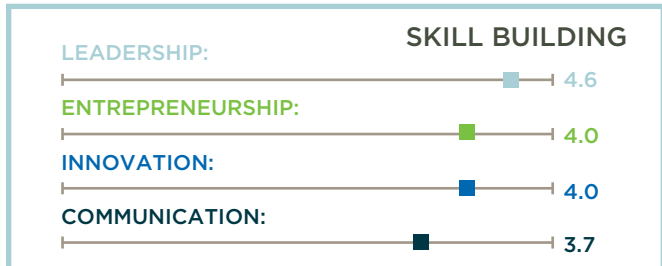 SKILL BUILDING
LEADERSHIP:
4.6
ENTREPRENEURSHIP:
4.0
INNOVATION:
4.0
COMMUNICATION:
3.7